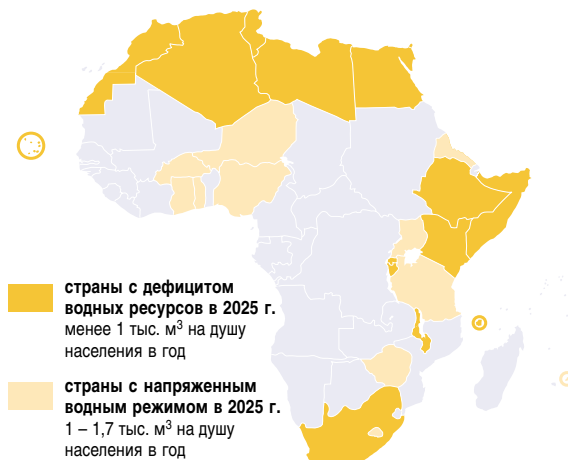 страны с дефицитом
водных ресурсов в 2025 г.
менее 1 тыс. м³ на душу
населения в год
страны с напряженным
водным режимом в 2025 г.
1 – 1,7 тыс. м³ на душу
населения в год